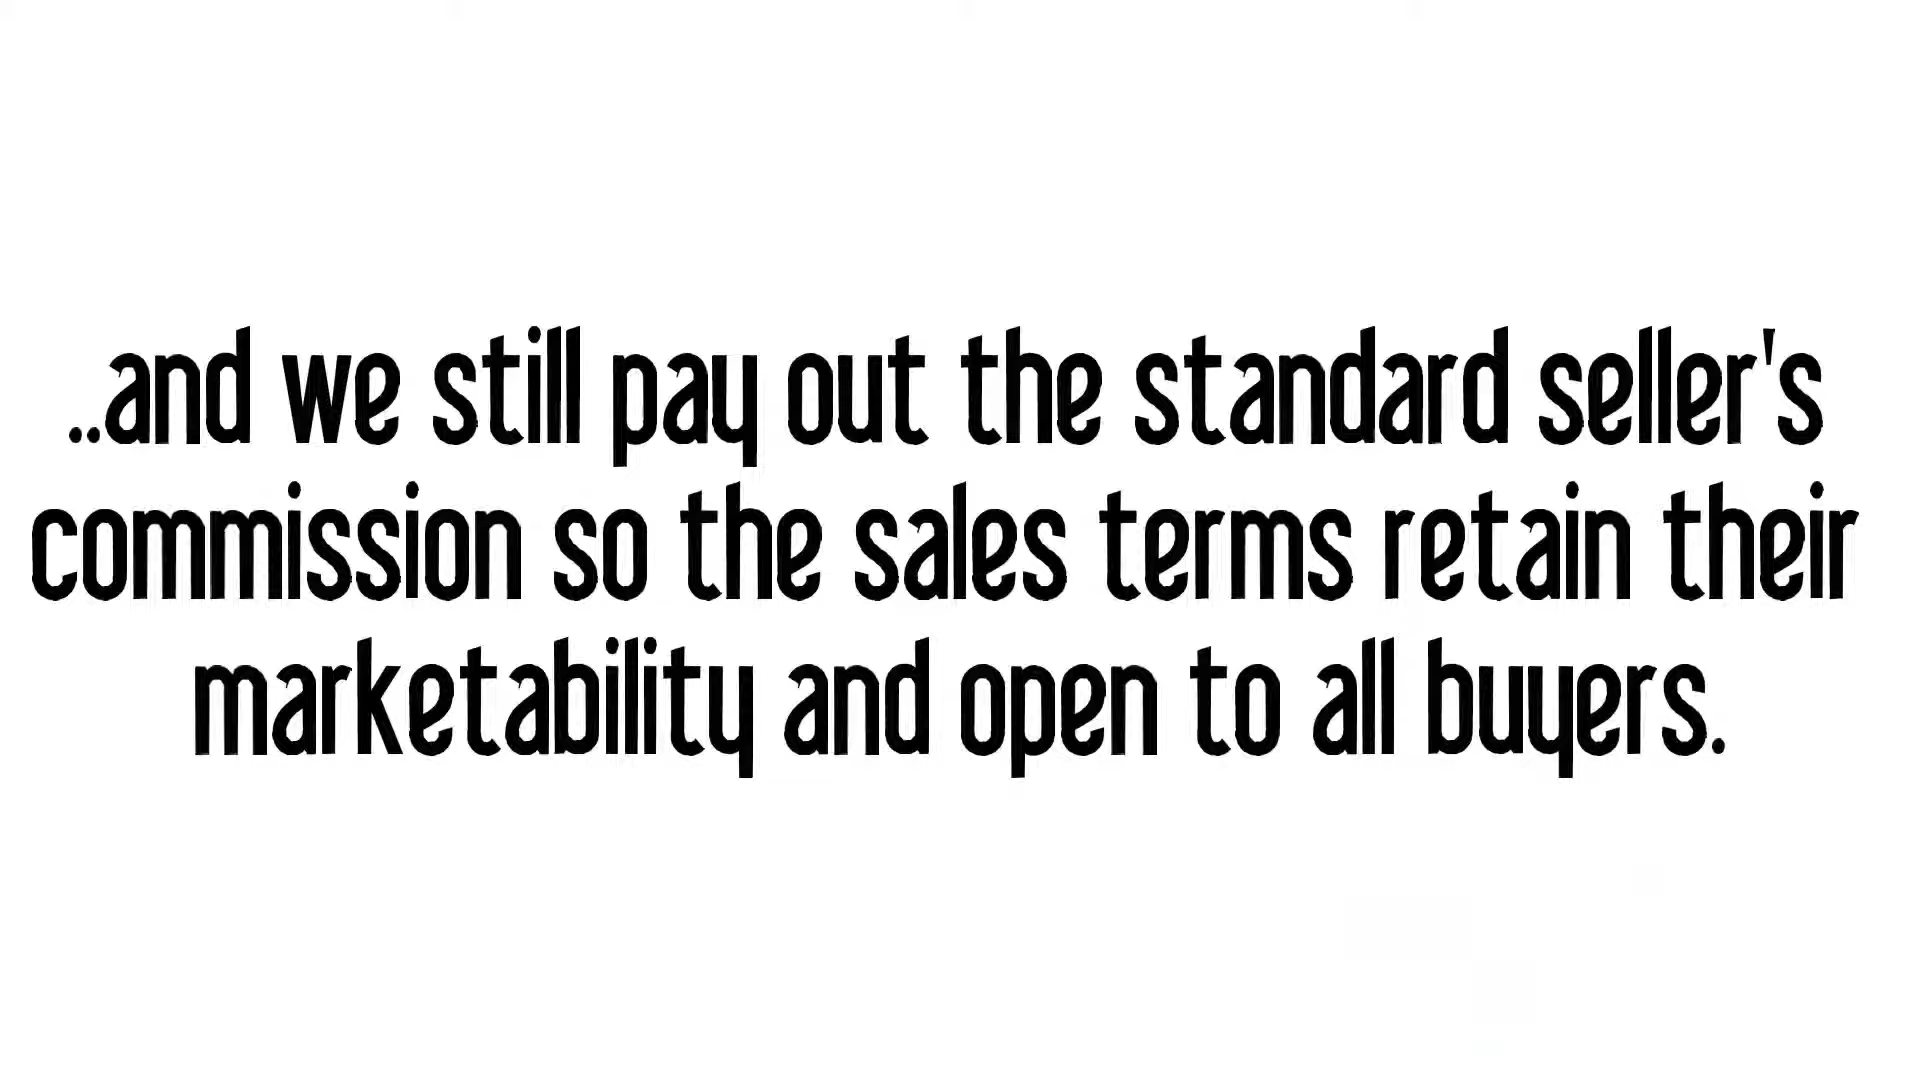 ..and we still pay out the standard seller's
commission so the sales terms retain their
marketability and open to all buyers.